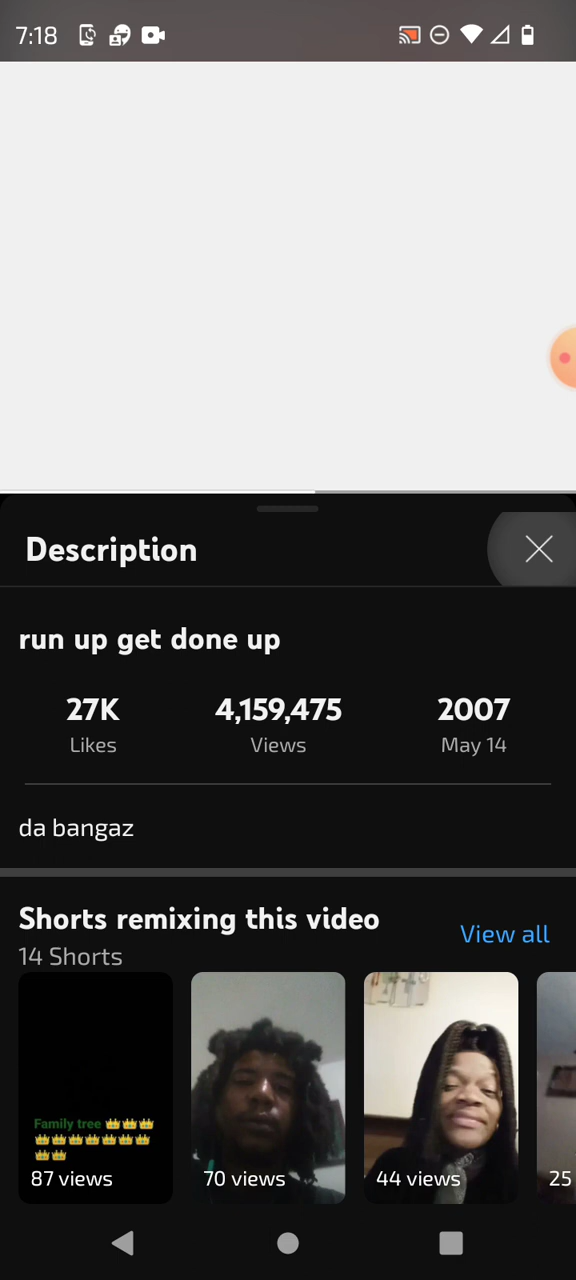 7:18
Description
run up get done up
27K 4,159,475 2007
Likes Views May 14
da bangaz
Shorts remixing this video
View all
14 Shorts
Family tree 👑👑👑
👑👑👑👑👑👑👑
👑👑
87 views 70 views 44 views 25